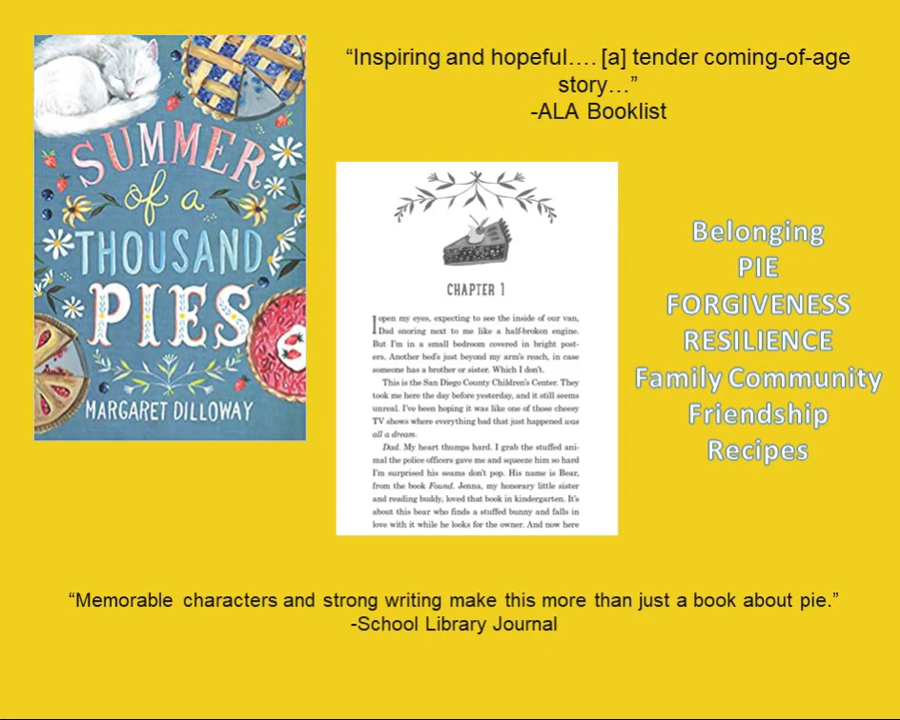 SUMMER
of a
THOUSAND
PIES
MARGARET DILLOWAY
“Inspiring and hopeful…. [a] tender coming-of-age
story…”
-ALA Booklist
CHAPTER 1
I open my eyes, expecting to see the inside of our van,
Dad snoring next to me like a half-broken engine.
But I'm in a small bedroom covered in bright post-
ers. Another bed's just beyond my arm's reach, in case
someone has a brother or sister. Which I don't.
This is the San Diego County Children's Center. They
took me here the day before yesterday, and it still seems
unreal. I've been hoping it was like one of those cheesy
TV shows where everything bad that just happened was
all a dream.
Dad. My heart thumps hard. I grab the stuffed ani-
mal the police officers gave me and squeeze him so hard
I'm surprised his seams don't pop. His name is Bear,
from the book Found. Jenna, my honorary little sister
and reading buddy, loved that book in kindergarten. It's
about this bear who finds a stuffed bunny and falls in
love with it while he looks for the owner. And now here
Belonging
PIE
FORGIVENESS
RESILIENCE
Family Community
Friendship
Recipes
“Memorable characters and strong writing make this more than just a book about pie.”
-School Library Journal